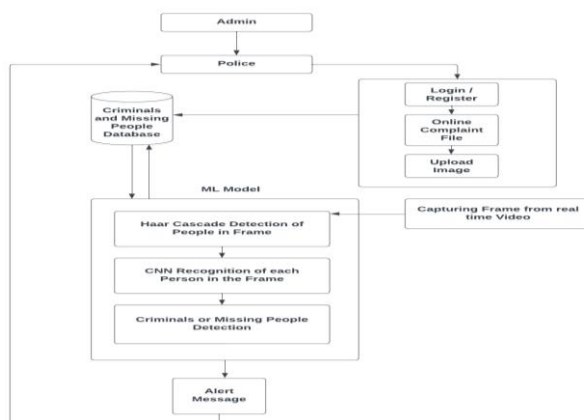 Admin
Police
Login /
Register
Online
Complaint
File
Upload
Image
Criminals
and Missing
People
Database
ML Model
Capturing Frame from real
time Video
Haar Cascade Detection of
People in Frame
CNN Recognition of each
Person in the Frame
Criminals or Missing People
Detection
Alert
Message